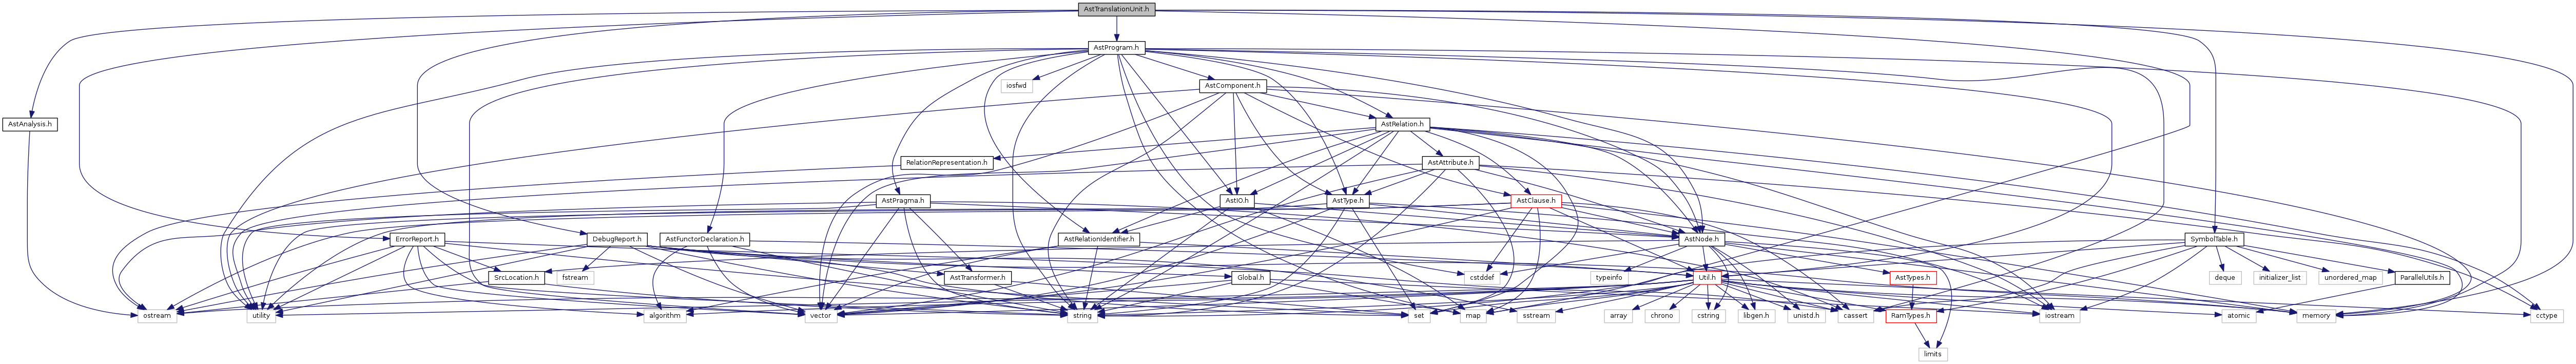 AstTranslationUnit.h
AstProgram.h
iosfwd
AstComponent.h
AstAnalysis.h
AstRelation.h
RelationRepresentation.h
AstAttribute.h
AstPragma.h
AstIO.h
AstType.h
AstClause.h
ErrorReport.h
DebugReport.h
AstFunctorDeclaration.h
AstRelationIdentifier.h
AstNode.h
SymbolTable.h
SrcLocation.h
fstream
AstTransformer.h
Global.h
cstddef
typeinfo
Util.h
AstTypes.h
deque
initializer_list
unordered_map
ParallelUtils.h
ostream
utility
algorithm
vector
string
set
map
sstream
array
chrono
cstring
libgen.h
unistd.h
cassert
RamTypes.h
iostream
atomic
memory
cctype
limits